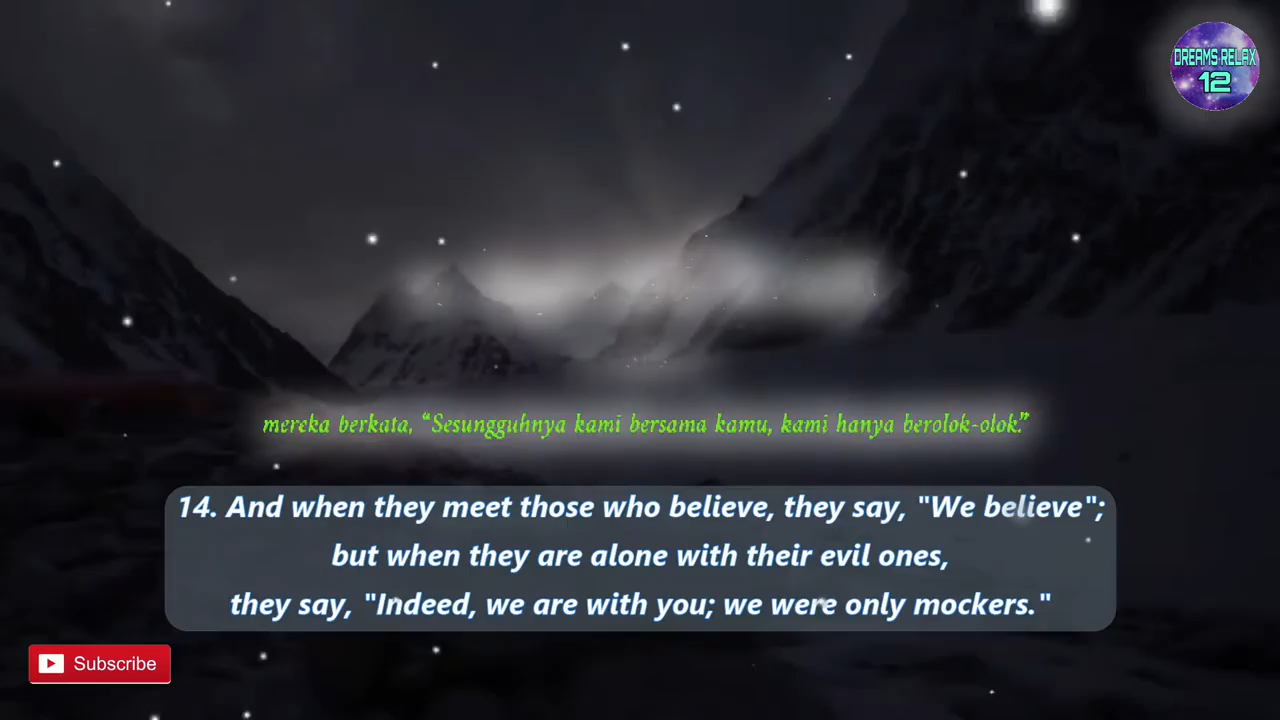 DREAMS RELAX
12
mereka berkata, “Sesungguhnya kami bersama kamu, kami hanya berolok-olok.”
14. And when they meet those who believe, they say, "We believe";
but when they are alone with their evil ones,
they say, "Indeed, we are with you; we were only mockers."
Subscribe